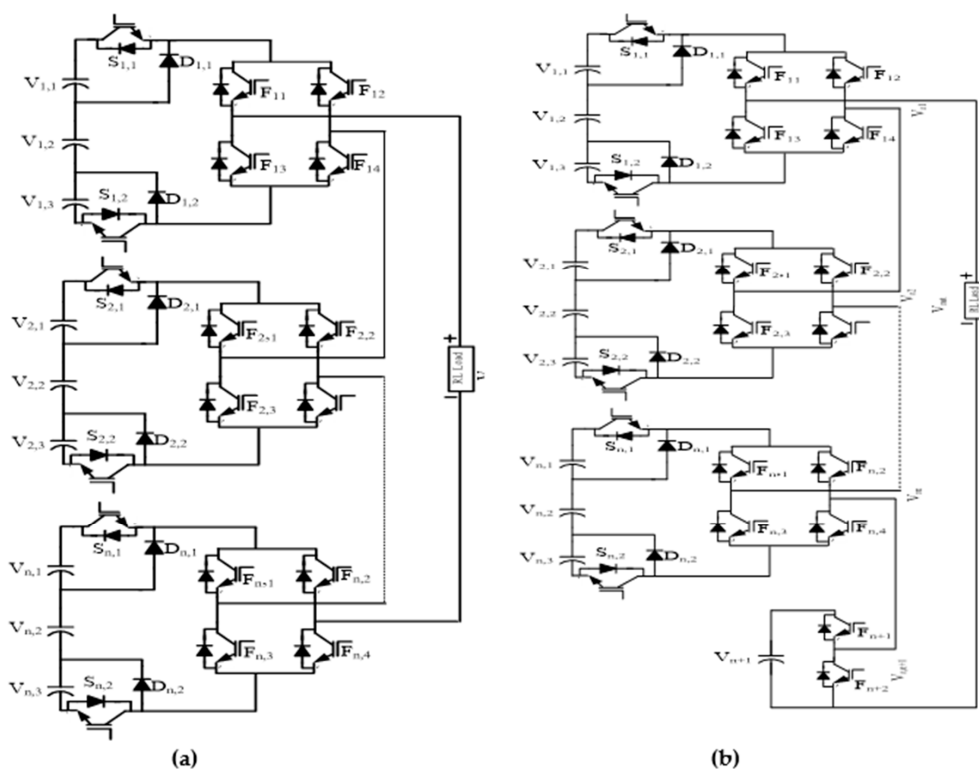 S1,1
D1,1
V1,1
F11
F12
V1,2
F13
F14
V1,3
S1,2
D1,2
S2,1
D2,1
V2,1
F2,1
F2,2
V2,2
F2,3
V2,3
S2,2
D2,2
+
RL Load
Sn,1
Dn,1
Vn,1
Fn,1
Fn,2
Vn,2
Fn,3
Fn,4
Vn,3
Sn,2
Dn,2
(a)
S1,1
D1,1
V1,1
F11
F12
V1,2
F13
F14
V1,3
S1,2
D1,2
S2,1
D2,1
V2,1
F2,1
F2,2
V2,2
F2,3
V2,3
S2,2
D2,2
+
RL Load
Sn,1
Dn,1
Vn,1
Fn,1
Fn,2
Vn,2
Fn,3
Fn,4
Vn,3
Sn,2
Dn,2
Vn+1
Fn+1
Fn+2
(b)